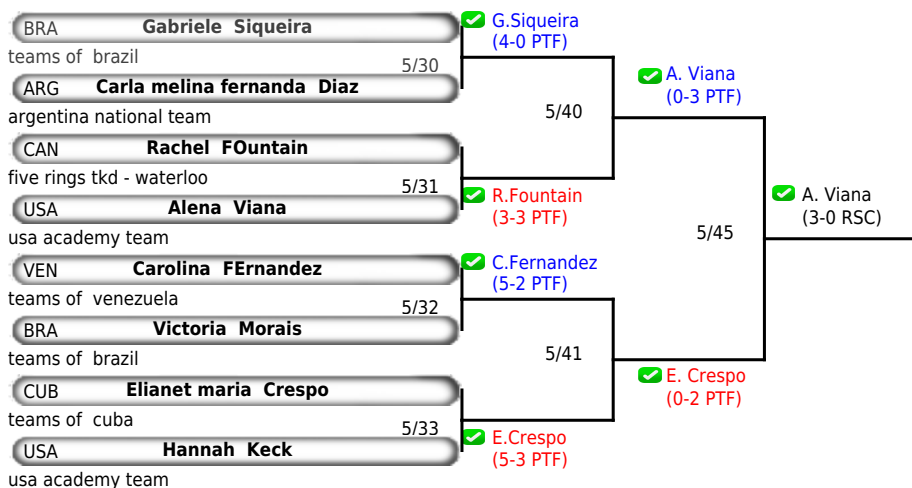 BRA Gabriele Siqueira
teams of brazil
5/30
ARG Carla melina fernanda Diaz
argentina national team
CAN Rachel FOuntain
five rings tkd - waterloo
5/31
USA Alena Viana
usa academy team
VEN Carolina FErnandez
teams of venezuela
5/32
BRA Victoria Morais
teams of brazil
CUB Elianet maria Crespo
teams of cuba
5/33
USA Hannah Keck
usa academy team
G.Siqueira
(4-0 PTF)
5/40
R.Fountain
(3-3 PTF)
C.Fernandez
(5-2 PTF)
5/41
E.Crespo
(5-3 PTF)
A. Viana
(0-3 PTF)
5/45
E. Crespo
(0-2 PTF)
A. Viana
(3-0 RSC)